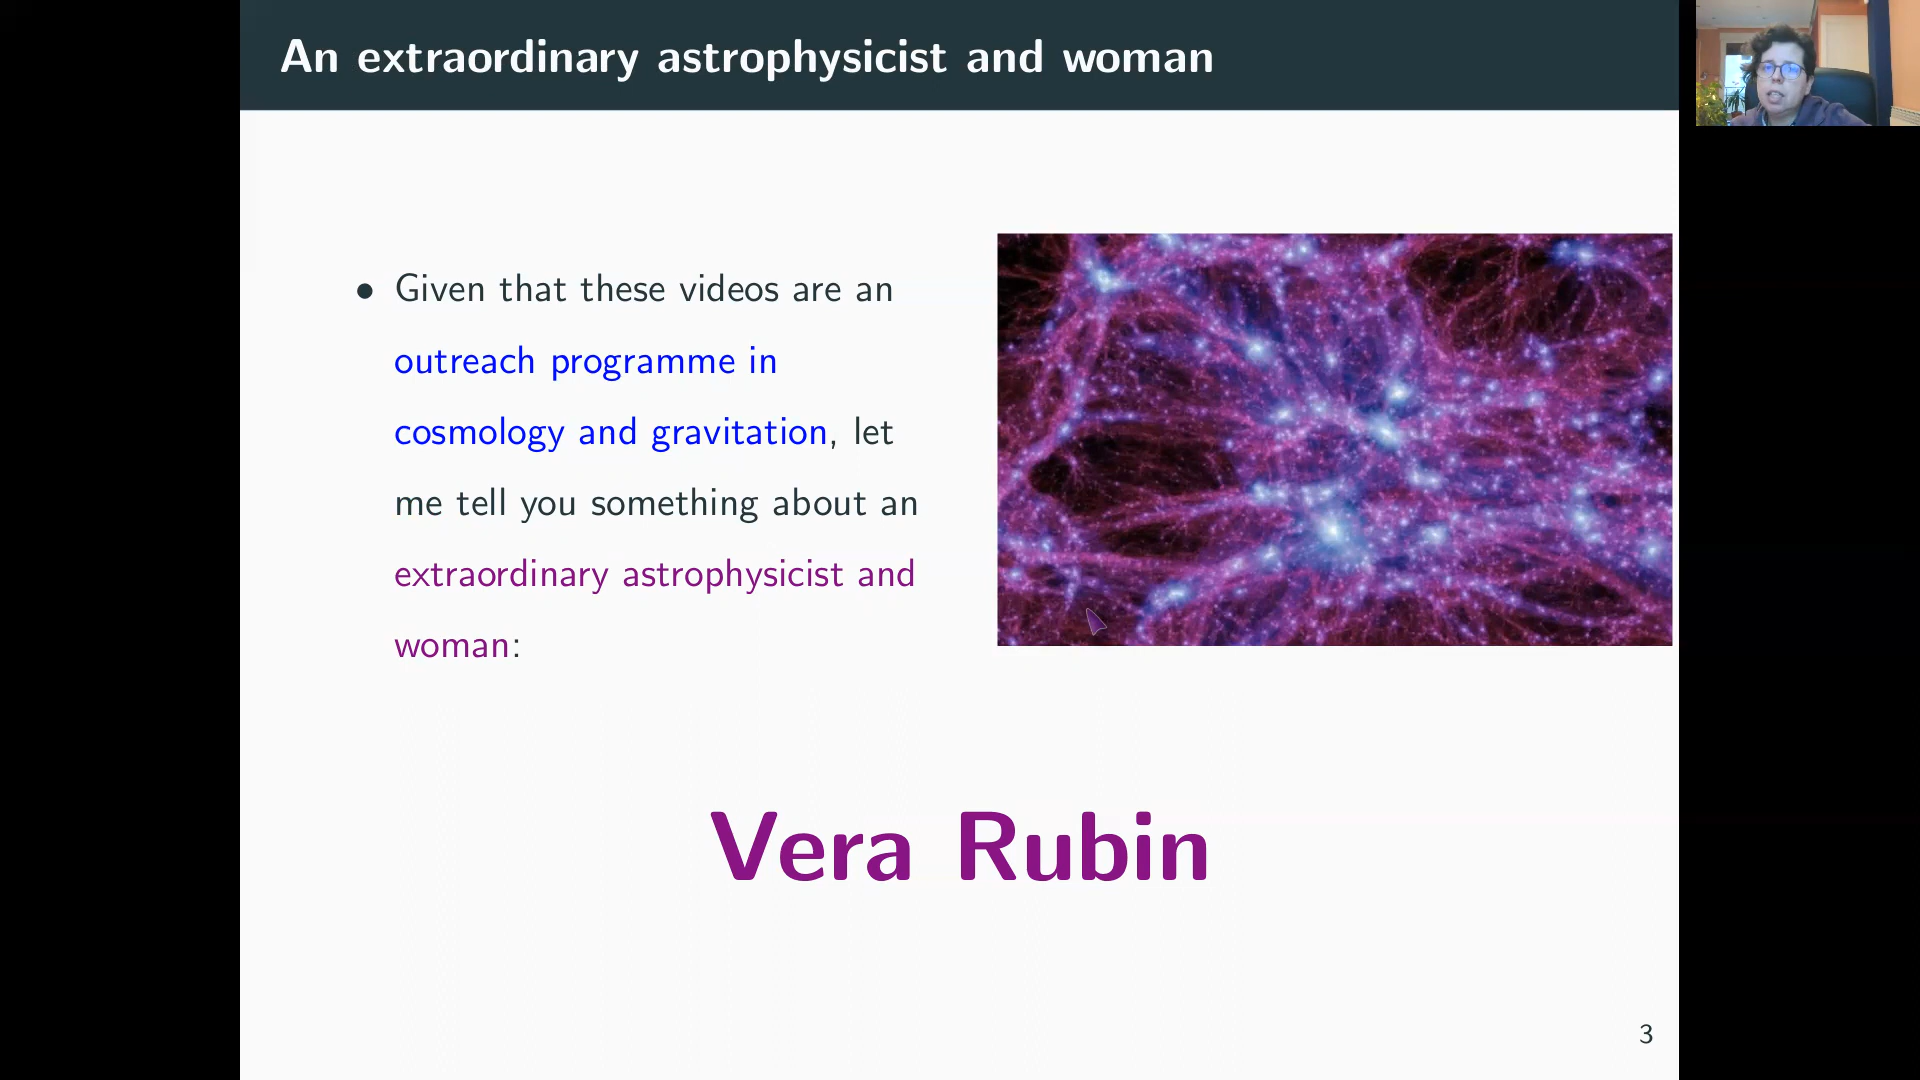 An extraordinary astrophysicist and woman
• Given that these videos are an
outreach programme in
cosmology and gravitation, let
me tell you something about an
extraordinary astrophysicist and
woman:
Vera Rubin
3